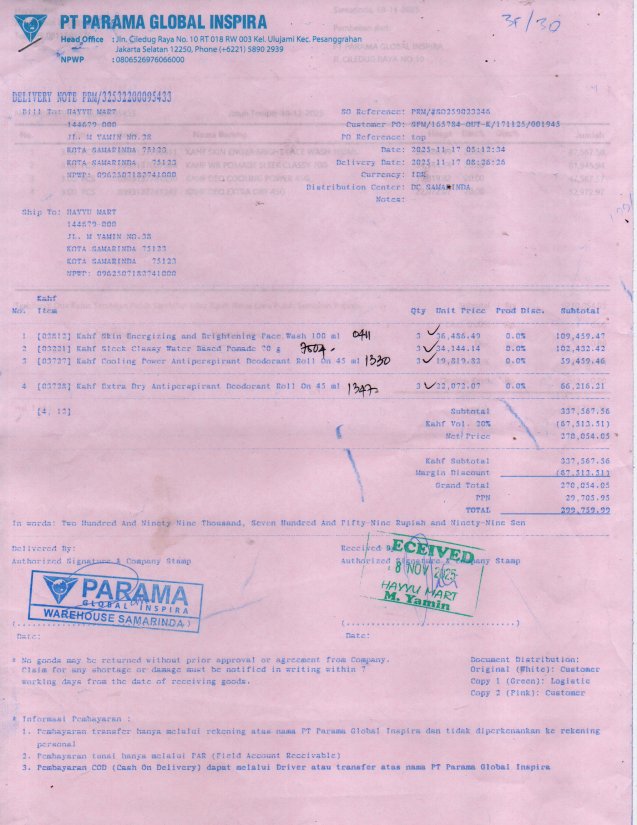 PT PARAMA GLOBAL INSPIRA
Head Office : Jln. Ciledug Raya No. 10 RT 018 RW 003 Kel. Ulujami Kec. Pesanggrahan
Jakarta Selatan 12250, Phone (+6221) 5890 2939
NPWP : 0806526976066000
38/30
DELIVERY NOTE PRM/32532200095433
Bill To: HAYYU MART
144679-000
JL. M YAMIN NO.38
KOTA SAMARINDA 75123
KOTA SAMARINDA 75123
NPWP: 0962507183741000
SO Reference: PRM/#SO259023246
Customer PO: SPM/165784-OUT-K/171125/001945
PO Reference: top
Date: 2025-11-17 05:12:34
Delivery Date: 2025-11-17 08:26:26
Currency: IDR
Distribution Center: DC SAMARINDA
Notes:
Ship To: HAYYU MART
144679-000
JL. M YAMIN NO.38
KOTA SAMARINDA 75123
KOTA SAMARINDA 75123
NPWP: 0962507183741000
Kahf
No. Item Qty Unit Price Prod Disc. Subtotal
1 [03812] Kahf Skin Energizing and Brightening Face Wash 100 ml 0411 3 36,486.49 0.0% 109,459.47
2 [03221] Kahf Sleek Classy Water Based Pomade 70 g 7504 3 34,144.14 0.0% 102,432.42
3 [03727] Kahf Cooling Power Antiperspirant Deodorant Roll On 45 ml 1330 3 19,819.82 0.0% 59,459.46
4 [03728] Kahf Extra Dry Antiperspirant Deodorant Roll On 45 ml 1347 3 22,072.07 0.0% 66,216.21
[4, 12]
Subtotal 337,567.56
Kahf Vol. 20% (67,513.51)
Net Price 270,054.05
Kahf Subtotal 337,567.56
Margin Discount (67,513.51)
Grand Total 270,054.05
PPN 29,705.95
TOTAL 299,759.99
In words: Two Hundred And Ninety Nine Thousand, Seven Hundred And Fifty-Nine Rupiah and Ninety-Nine Sen
Delivered By:
Authorized Signature & Company Stamp
PARAMA
GLOBAL INSPIRA
WAREHOUSE SAMARINDA
Date:
Received By
Authorized Signature & Company Stamp
ECEIVED
8 NOV 2025
HAYYU MART
M. Yamin
Date:
* No goods may be returned without prior approval or agreement from Company.
Claim for any shortage or damage must be notified in writing within 7
working days from the date of receiving goods.
Document Distribution:
Original (White): Customer
Copy 1 (Green): Logistic
Copy 2 (Pink): Customer
# Informasi Pembayaran :
1. Pembayaran transfer hanya melalui rekening atas nama PT Parama Global Inspira dan tidak diperkenankan ke rekening
personal
2. Pembayaran tunai hanya melalui FAR (Field Account Receivable)
3. Pembayaran COD (Cash On Delivery) dapat melalui Driver atau transfer atas nama PT Parama Global Inspira